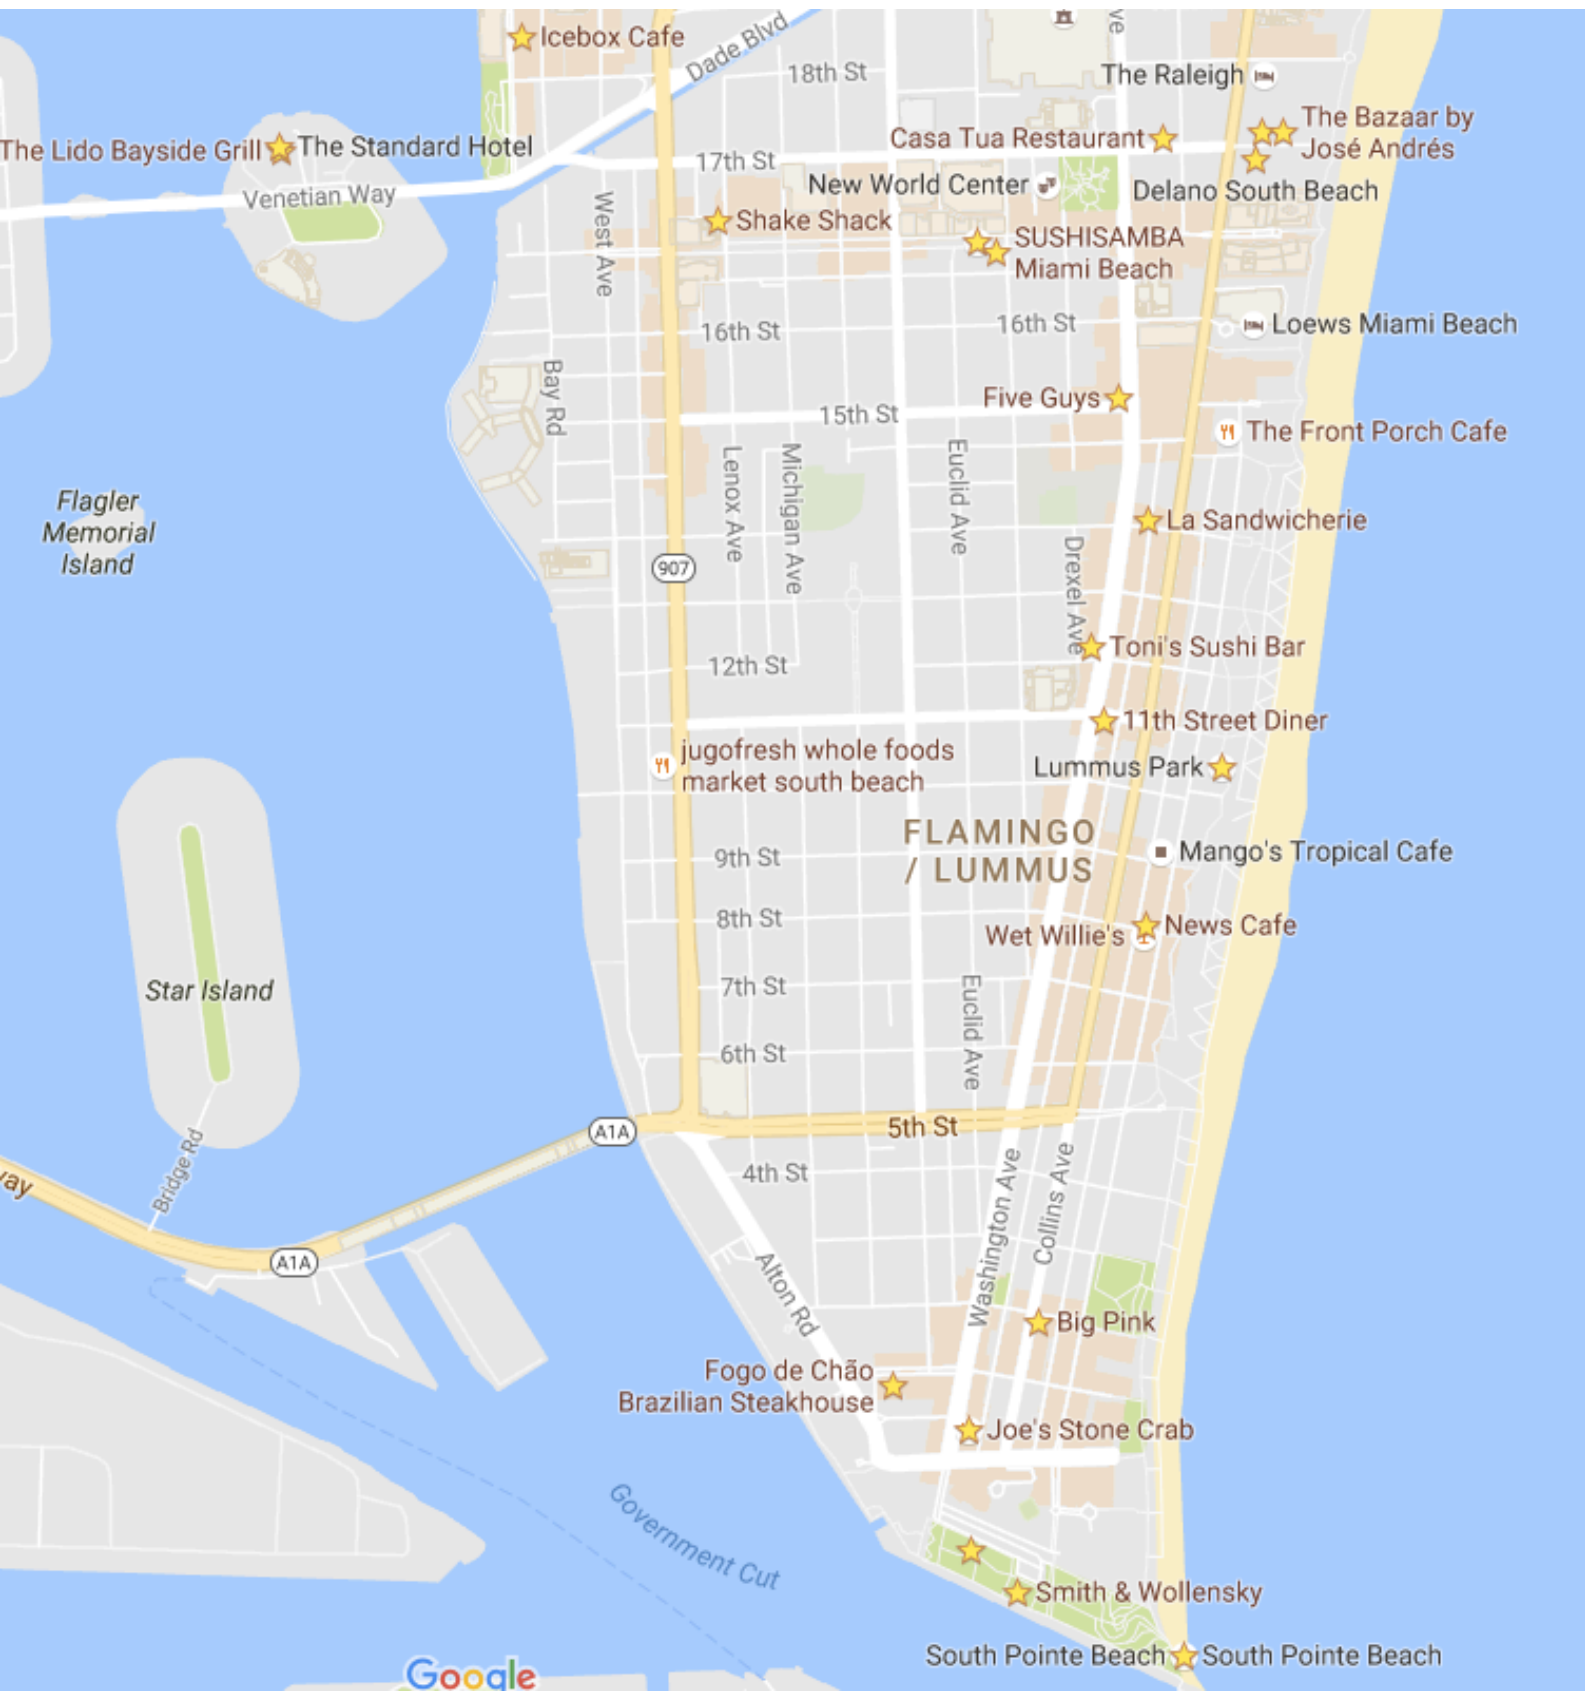 Icebox Cafe
Dade Blvd
ve
18th St
The Raleigh
The Lido Bayside Grill
The Standard Hotel
Casa Tua Restaurant
The Bazaar by
José Andrés
17th St
Venetian Way
New World Center
Delano South Beach
West Ave
Shake Shack
SUSHISAMBA
Miami Beach
16th St
16th St
Loews Miami Beach
Bay Rd
Five Guys
15th St
The Front Porch Cafe
Lenox Ave
Michigan Ave
Euclid Ave
Flagler
Memorial
Island
La Sandwicherie
907
Drexel Ave
Toni's Sushi Bar
12th St
11th Street Diner
jugofresh whole foods
market south beach
Lummus Park
FLAMINGO
/ LUMMUS
9th St
Mango's Tropical Cafe
8th St
Wet Willie's
News Cafe
Star Island
7th St
Euclid Ave
6th St
A1A
5th St
Bridge Rd
4th St
way
A1A
Washington Ave
Collins Ave
Alton Rd
Big Pink
Fogo de Chão
Brazilian Steakhouse
Joe's Stone Crab
Government Cut
Smith & Wollensky
South Pointe Beach
South Pointe Beach
Google